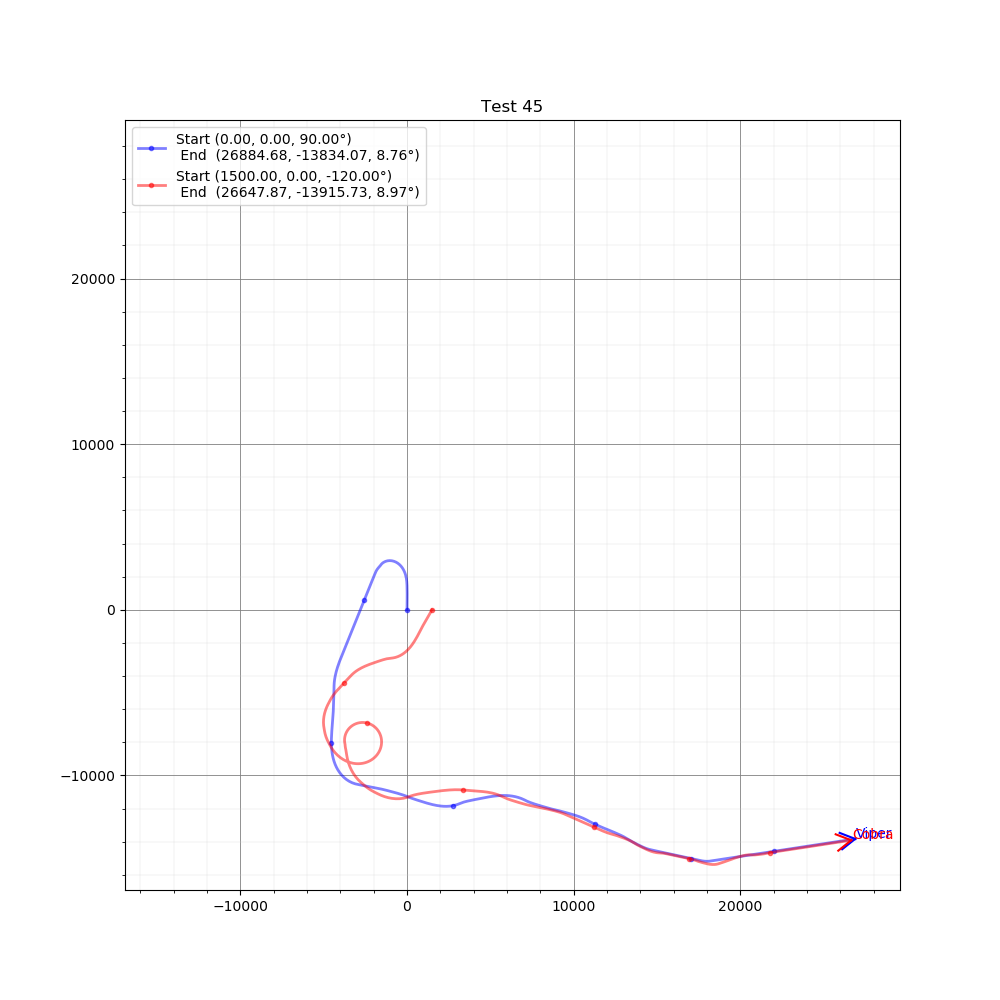 Test 45
Start (0.00, 0.00, 90.00°)
End (26884.68, -13834.07, 8.76°)
Start (1500.00, 0.00, -120.00°)
End (26647.87, -13915.73, 8.97°)
20000
10000
0
−10000
Viper
Cobra
−10000
0
10000
20000